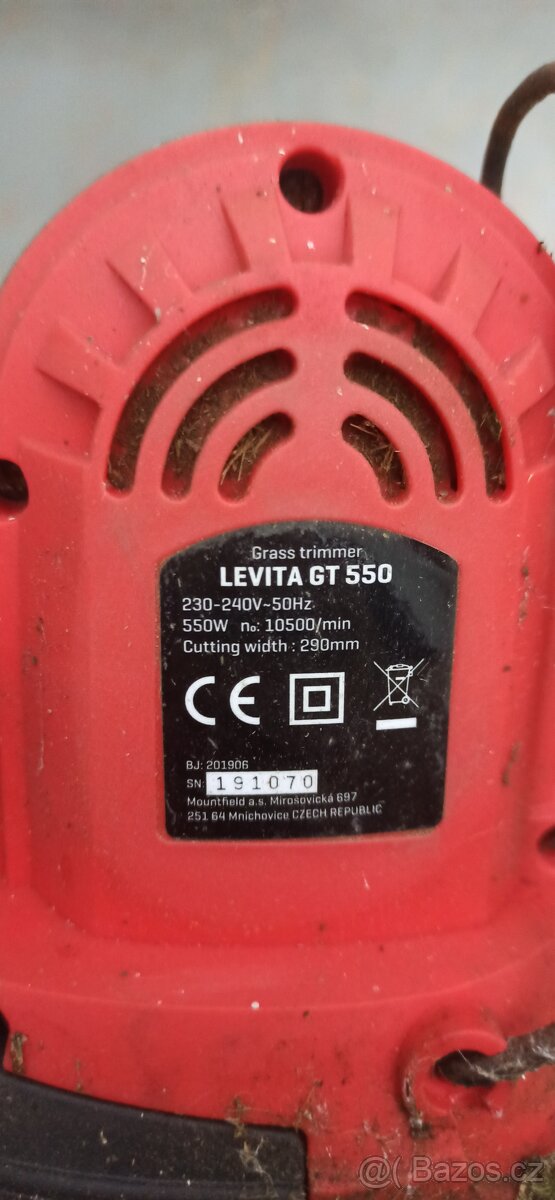 Grass trimmer
LEVITA GT 550
230-240V~50Hz
550W n₀: 10500/min
Cutting width : 290mm
CE
BJ: 201906
SN: 191070
Mountfield a.s. Mirošovická 697
251 64 Mnichovice CZECH REPUBLIC
@( Bazos.cz